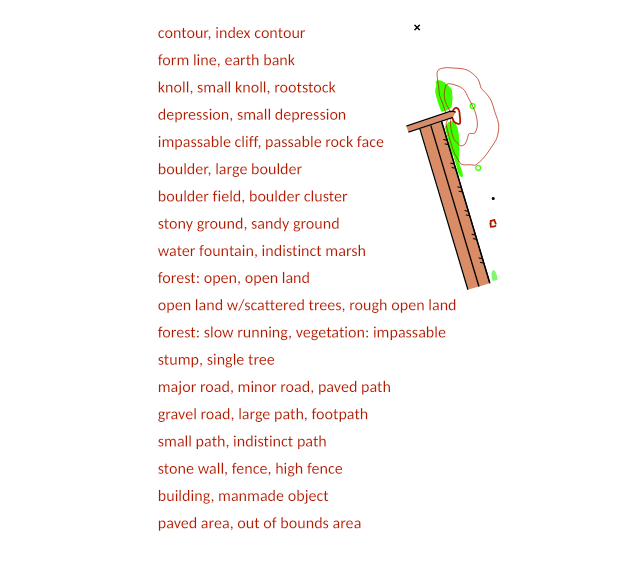 contour, index contour
form line, earth bank
knoll, small knoll, rootstock
depression, small depression
impassable cliff, passable rock face
boulder, large boulder
boulder field, boulder cluster
stony ground, sandy ground
water fountain, indistinct marsh
forest: open, open land
open land w/scattered trees, rough open land
forest: slow running, vegetation: impassable
stump, single tree
major road, minor road, paved path
gravel road, large path, footpath
small path, indistinct path
stone wall, fence, high fence
building, manmade object
paved area, out of bounds area